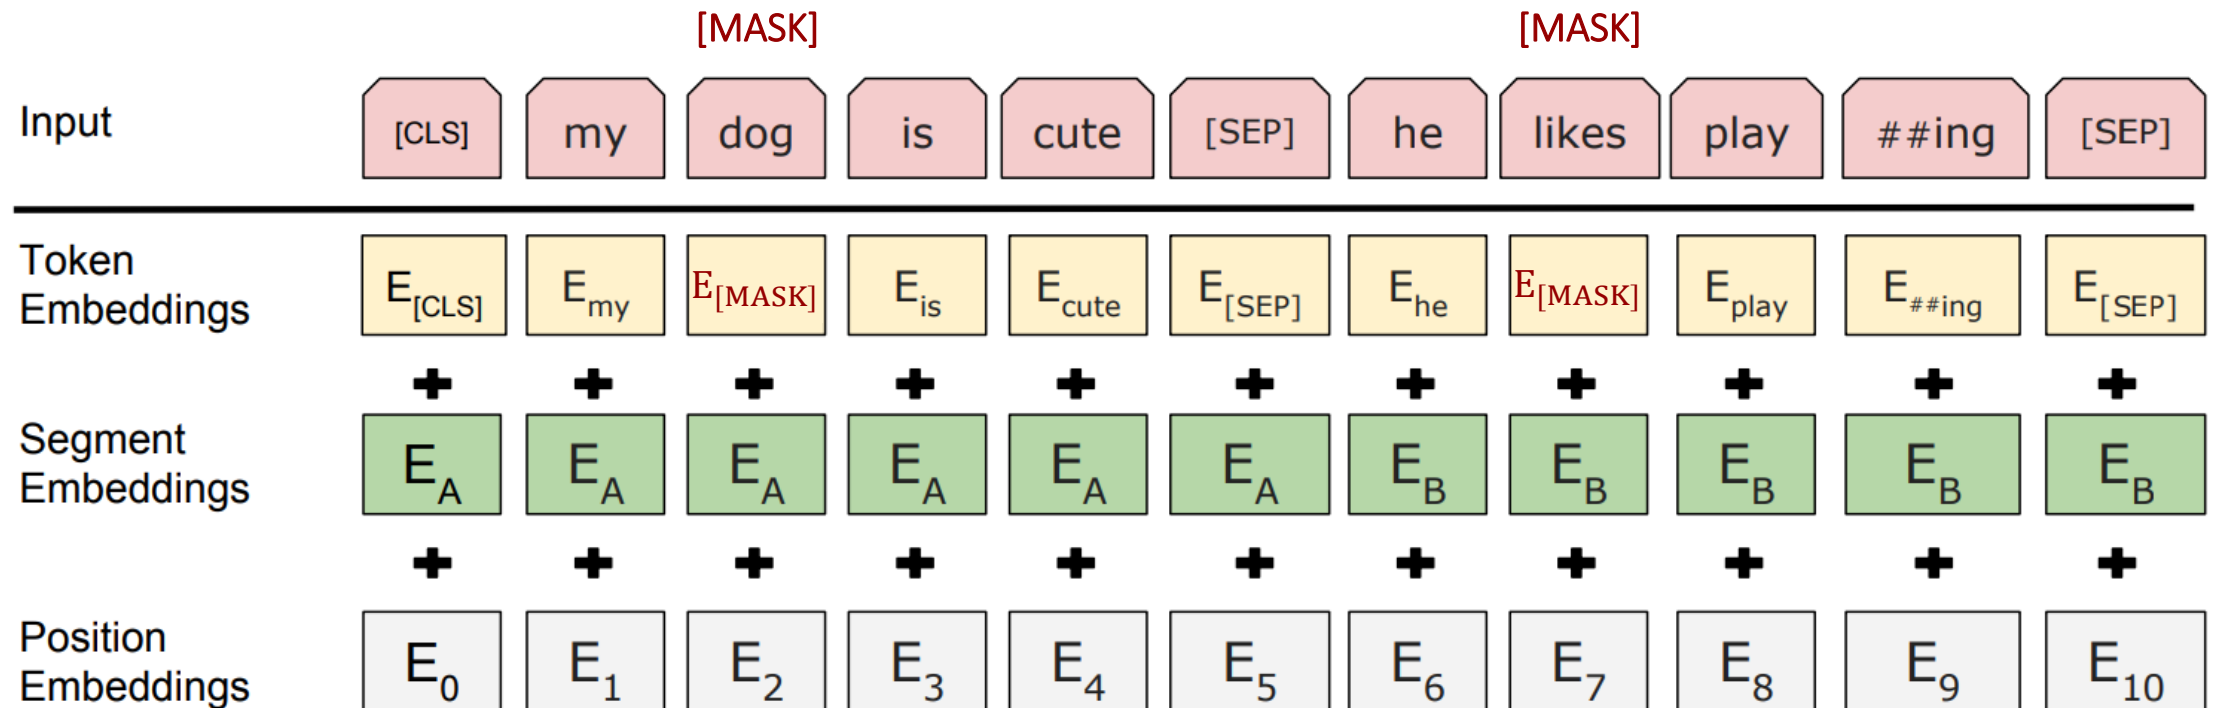 [MASK] [MASK]
Input [CLS] my dog is cute [SEP] he likes play ##ing [SEP]
Token Embeddings E[CLS] Emy E[MASK] Eis Ecute E[SEP] Ehe E[MASK] Eplay E##ing E[SEP]
Segment Embeddings EA EA EA EA EA EA EB EB EB EB EB
Position Embeddings E0 E1 E2 E3 E4 E5 E6 E7 E8 E9 E10